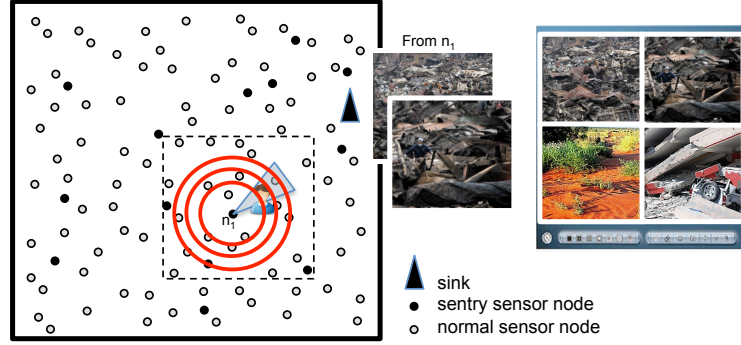 From n1
n1
sink
sentry sensor node
normal sensor node